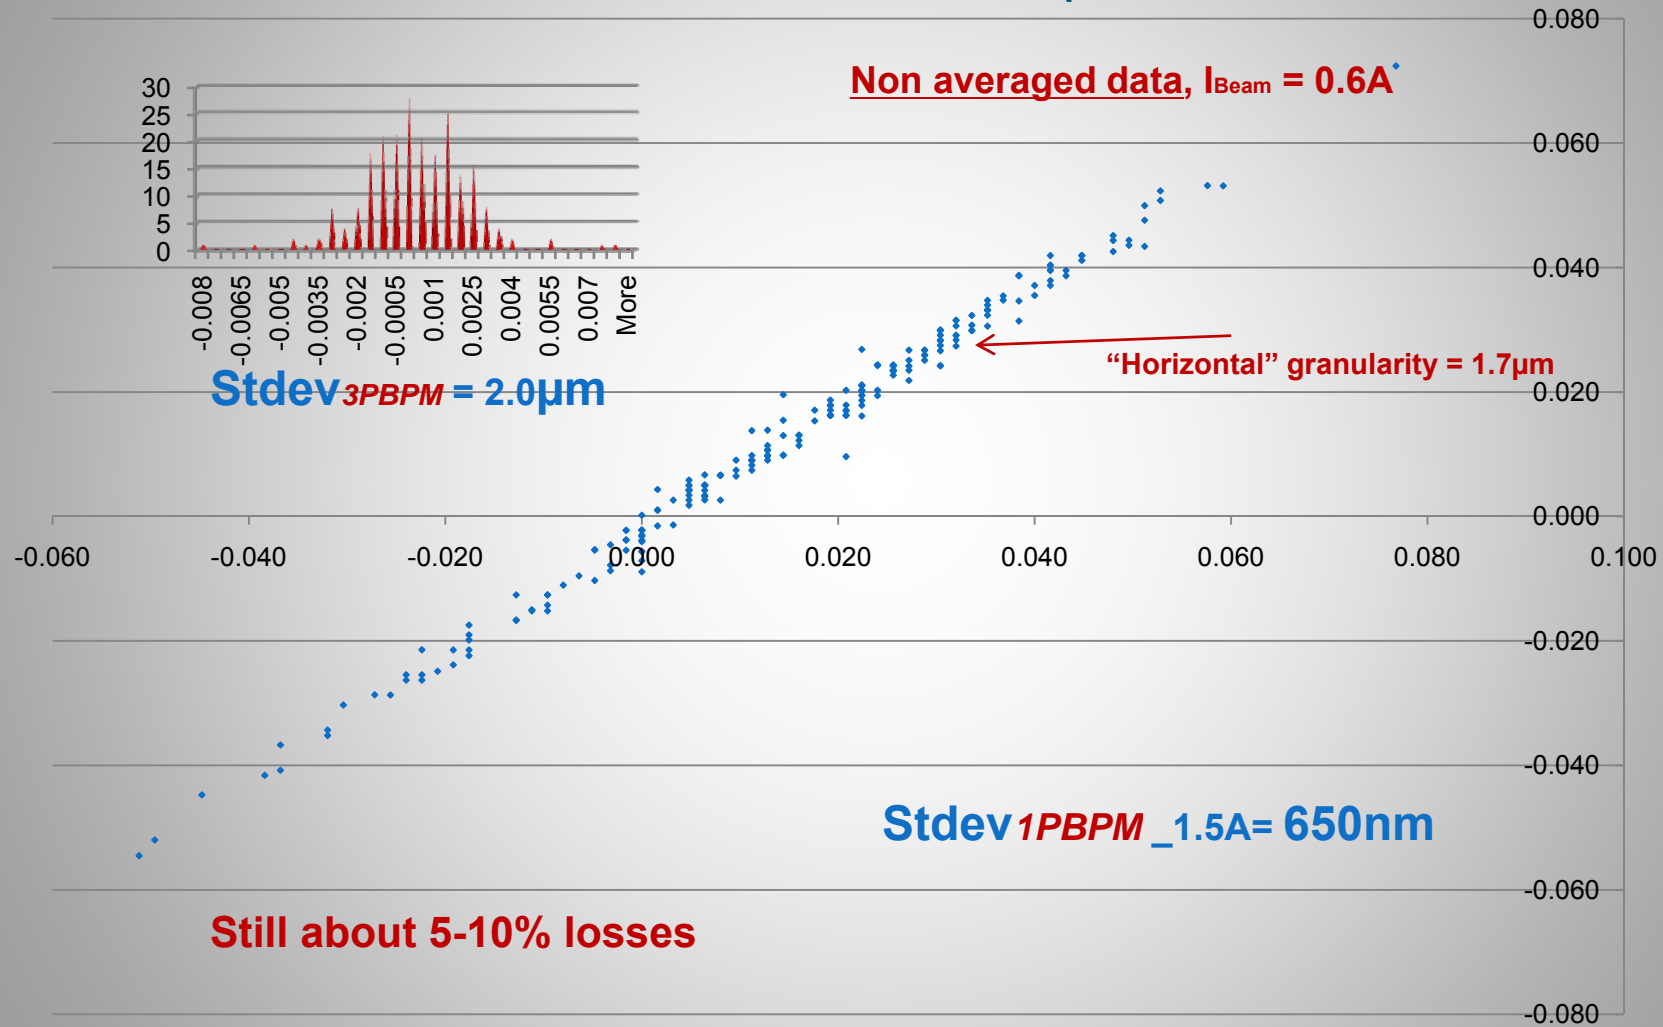 0.080
Non averaged data, IBeam = 0.6A
30
25
20
15
10
5
0
-0.0008 -0.0065 -0.005 -0.0035 -0.002 -0.0005 0.001 0.0025 0.004 0.0055 0.007 More
0.060
0.040
"Horizontal" granularity = 1.7µm
Stdev3PBPM = 2.0µm
0.020
0.000
-0.060 -0.040 -0.020 0.000 0.020 0.040 0.060 0.080 0.100
-0.020
-0.040
Stdev1PBPM _1.5A= 650nm
-0.060
Still about 5-10% losses
-0.080